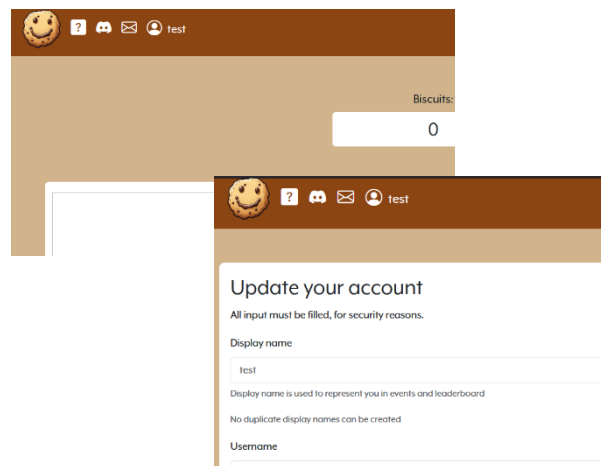 test
Biscuits:
0
test
Update your account
All input must be filled, for security reasons.
Display name
test
Display name is used to represent you in events and leaderboard
No duplicate display names can be created
Username